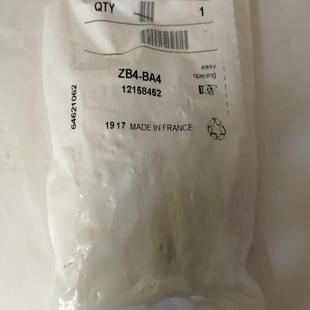 QTY 1
ZB4-BA4
12158452
easy
opening
64621062
1917 MADE IN FRANCE